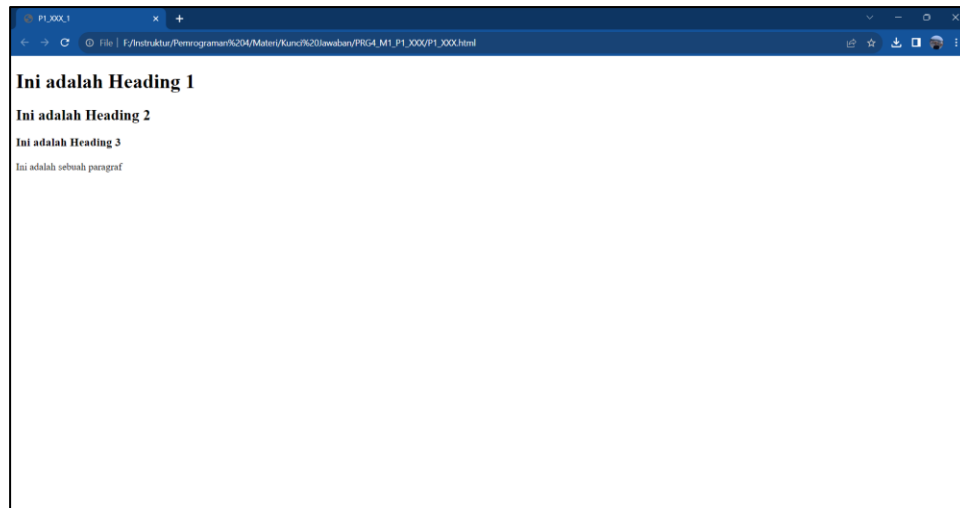 P1_XXX_1
File F:/Instruktur/Pemrograman%204/Materi/Kunci%20Jawaban/PRG4_M1_P1_XXX/P1_XXX.html
Ini adalah Heading 1
Ini adalah Heading 2
Ini adalah Heading 3
Ini adalah sebuah paragraf